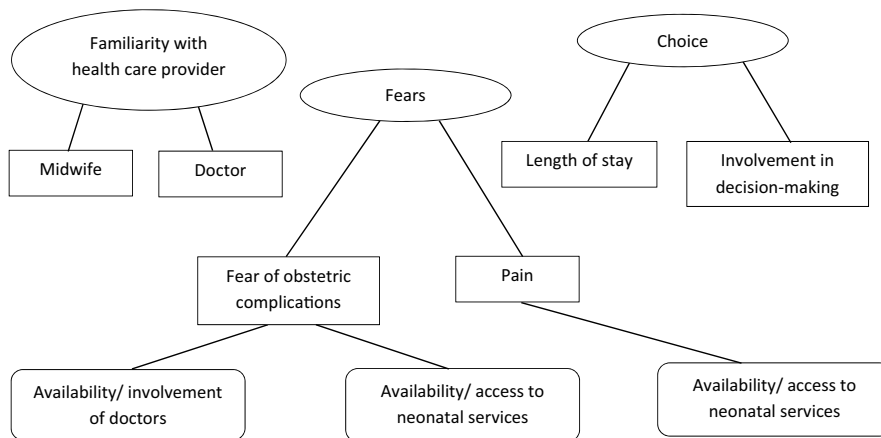 Familiarity with
health care provider
Choice
Fears
Midwife
Doctor
Length of stay
Involvement in
decision-making
Fear of obstetric
complications
Pain
Availability/ involvement
of doctors
Availability/ access to
neonatal services
Availability/ access to
neonatal services